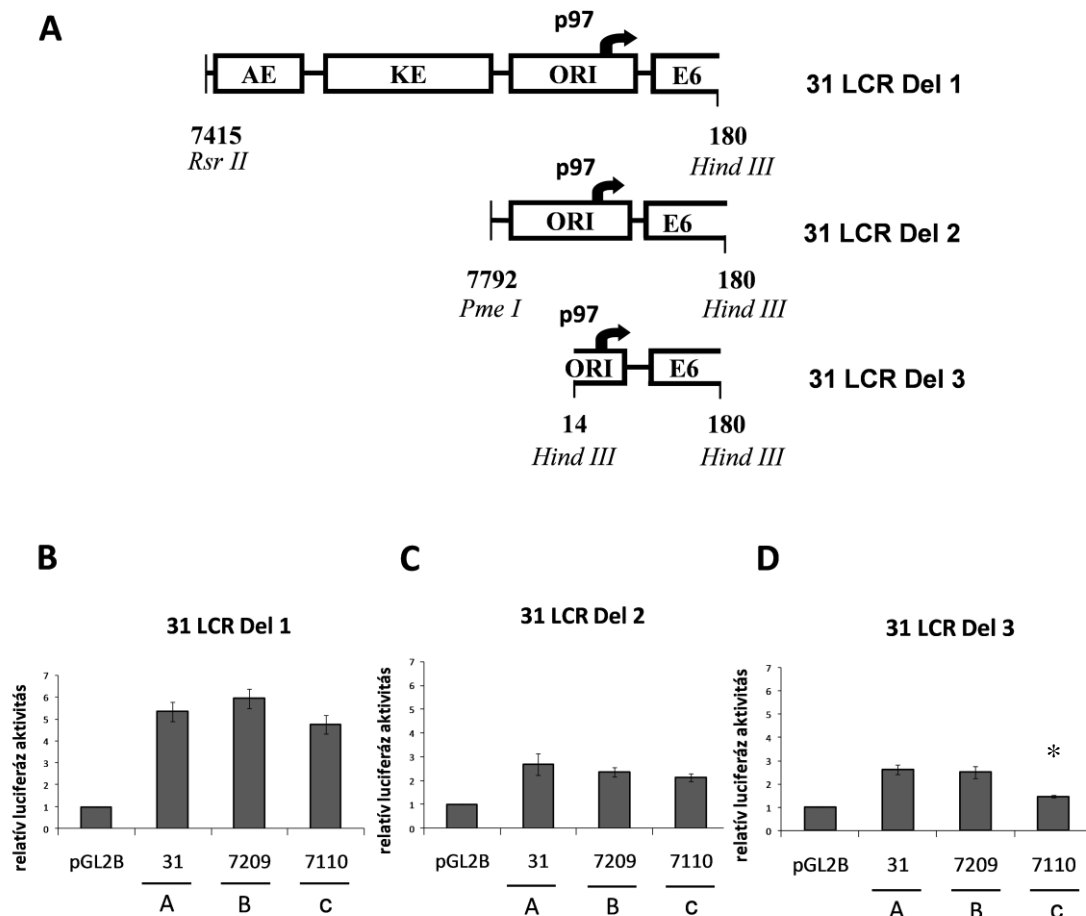 A
p97
AE KE ORI E6 31 LCR Del 1
7415 180
Rsr II Hind III
p97
ORI E6 31 LCR Del 2
7792 180
Pme I Hind III
p97
ORI E6 31 LCR Del 3
14 180
Hind III Hind III
B
31 LCR Del 1
relatív luciferáz aktivitás
7
6
5
4
3
2
1
0
pGL2B 31 7209 7110
A B c
C
31 LCR Del 2
relatív luciferáz aktivitás
7
6
5
4
3
2
1
0
pGL2B 31 7209 7110
A B c
D
31 LCR Del 3
relatív luciferáz aktivitás
7
6
5
4
3
2
1
0
*
pGL2B 31 7209 7110
A B c